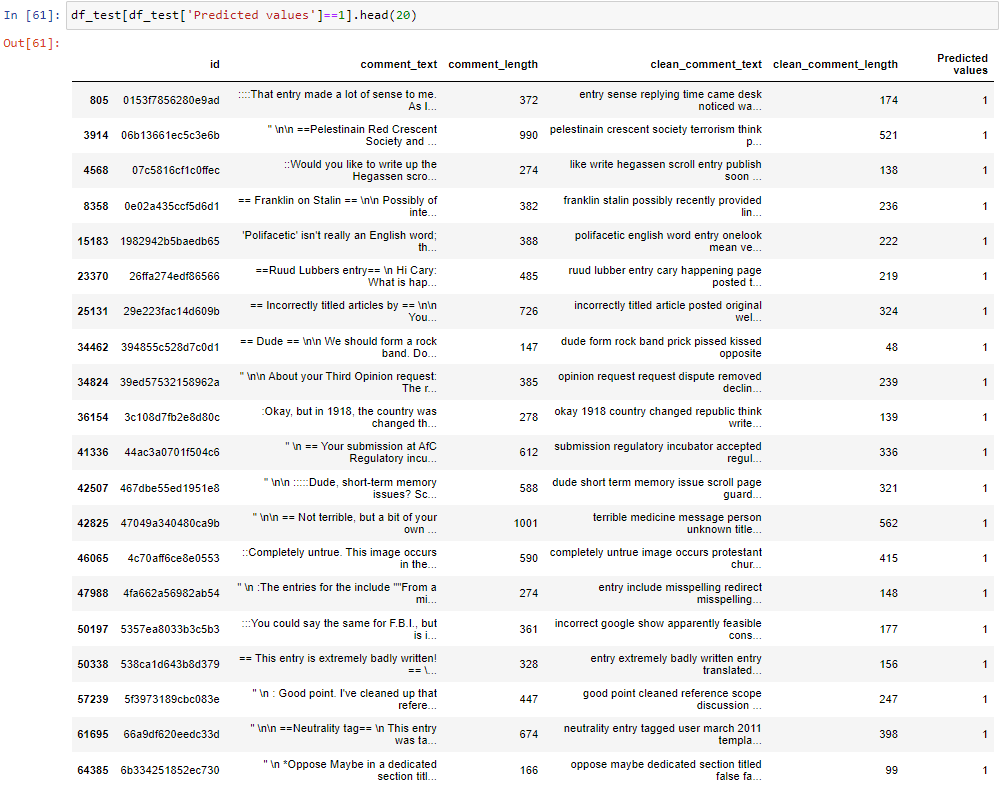 In [61]: df_test[df_test['Predicted values']==1].head(20)
Out[61]:
id comment_text comment_length clean_comment_text clean_comment_length Predicted values
805 0153f7856280e9ad ::::That entry made a lot of sense to me. As I... 372 entry sense replying time came desk noticed wa... 174 1
3914 06b13661ec5c3e6b " \n\n ==Pelestinain Red Crescent Society and ... 990 pelestinain crescent society terrorism think p... 521 1
4568 07c5816cf1c0ffec ::Would you like to write up the Hegassen scro... 274 like write hegassen scroll entry publish soon ... 138 1
8358 0e02a435ccf5d6d1 == Franklin on Stalin == \n\n Possibly of inte... 382 franklin stalin possibly recently provided lin... 236 1
15183 1982942b5baedb65 'Polifacetic' isn't really an English word; th... 388 polifacetic english word entry onelook mean ve... 222 1
23370 26ffa274edf86566 ==Ruud Lubbers entry== \n Hi Cary: What is hap... 485 ruud lubber entry cary happening page posted t... 219 1
25131 29e223fac14d609b == Incorrectly titled articles by == \n\n You... 726 incorrectly titled article posted original wel... 324 1
34462 394855c528d7c0d1 == Dude == \n\n We should form a rock band. Do... 147 dude form rock band prick pissed kissed opposite 48 1
34824 39ed57532158962a " \n\n About your Third Opinion request: The r... 385 opinion request request dispute removed declin... 239 1
36154 3c108d7fb2e8d80c :Okay, but in 1918, the country was changed th... 278 okay 1918 country changed republic think write... 139 1
41336 44ac3a0701f504c6 " \n == Your submission at AfC Regulatory incu... 612 submission regulatory incubator accepted regul... 336 1
42507 467dbe55ed1951e8 " \n\n :::::Dude, short-term memory issues? Sc... 588 dude short term memory issue scroll page guard... 321 1
42825 47049a340480ca9b " \n\n == Not terrible, but a bit of your own ... 1001 terrible medicine message person unknown title... 562 1
46065 4c70aff6ce8e0553 ::Completely untrue. This image occurs in the... 590 completely untrue image occurs protestant chur... 415 1
47988 4fa662a56982ab54 " \n :The entries for the include ""From a mi... 274 entry include misspelling redirect misspelling... 148 1
50197 5357ea8033b3c5b3 :::You could say the same for F.B.I., but is i... 361 incorrect google show apparently feasible cons... 177 1
50338 538ca1d643b8d379 == This entry is extremely badly written! == \... 328 entry extremely badly written entry translated... 156 1
57239 5f3973189cbc083e " \n : Good point. I've cleaned up that refere... 447 good point cleaned reference scope discussion ... 247 1
61695 66a9df620eedc33d " \n\n ==Neutrality tag== \n This entry was ta... 674 neutrality entry tagged user march 2011 templa... 398 1
64385 6b334251852ec730 " \n *Oppose Maybe in a dedicated section titl... 166 oppose maybe dedicated section titled false fa... 99 1